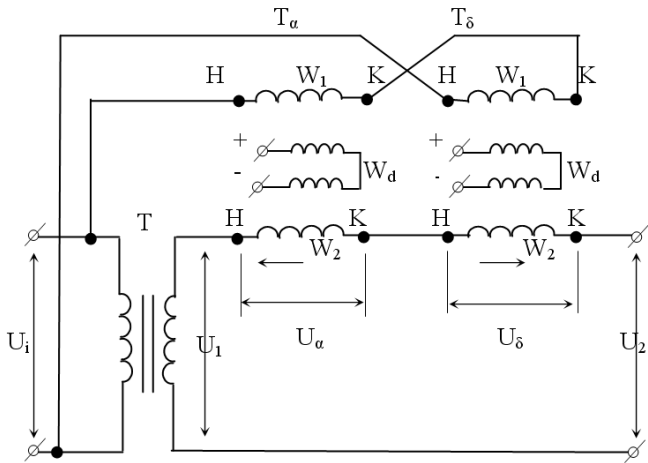 Tα Tδ
H W1 K H W1 K
+ +
- Wd - Wd
T H K H K
W2 W2
Ui U1 Uα Uδ U2